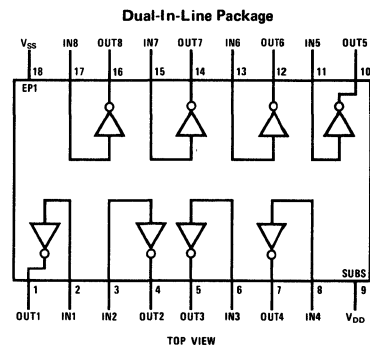 Dual-In-Line Package
VSS IN8 OUT8 IN7 OUT7 IN6 OUT6 IN5 OUT5
18 17 16 15 14 13 12 11 10
EP1
SUBS
1 2 3 4 5 6 7 8 9
OUT1 IN1 IN2 OUT2 OUT3 IN3 OUT4 IN4 VDD
TOP VIEW